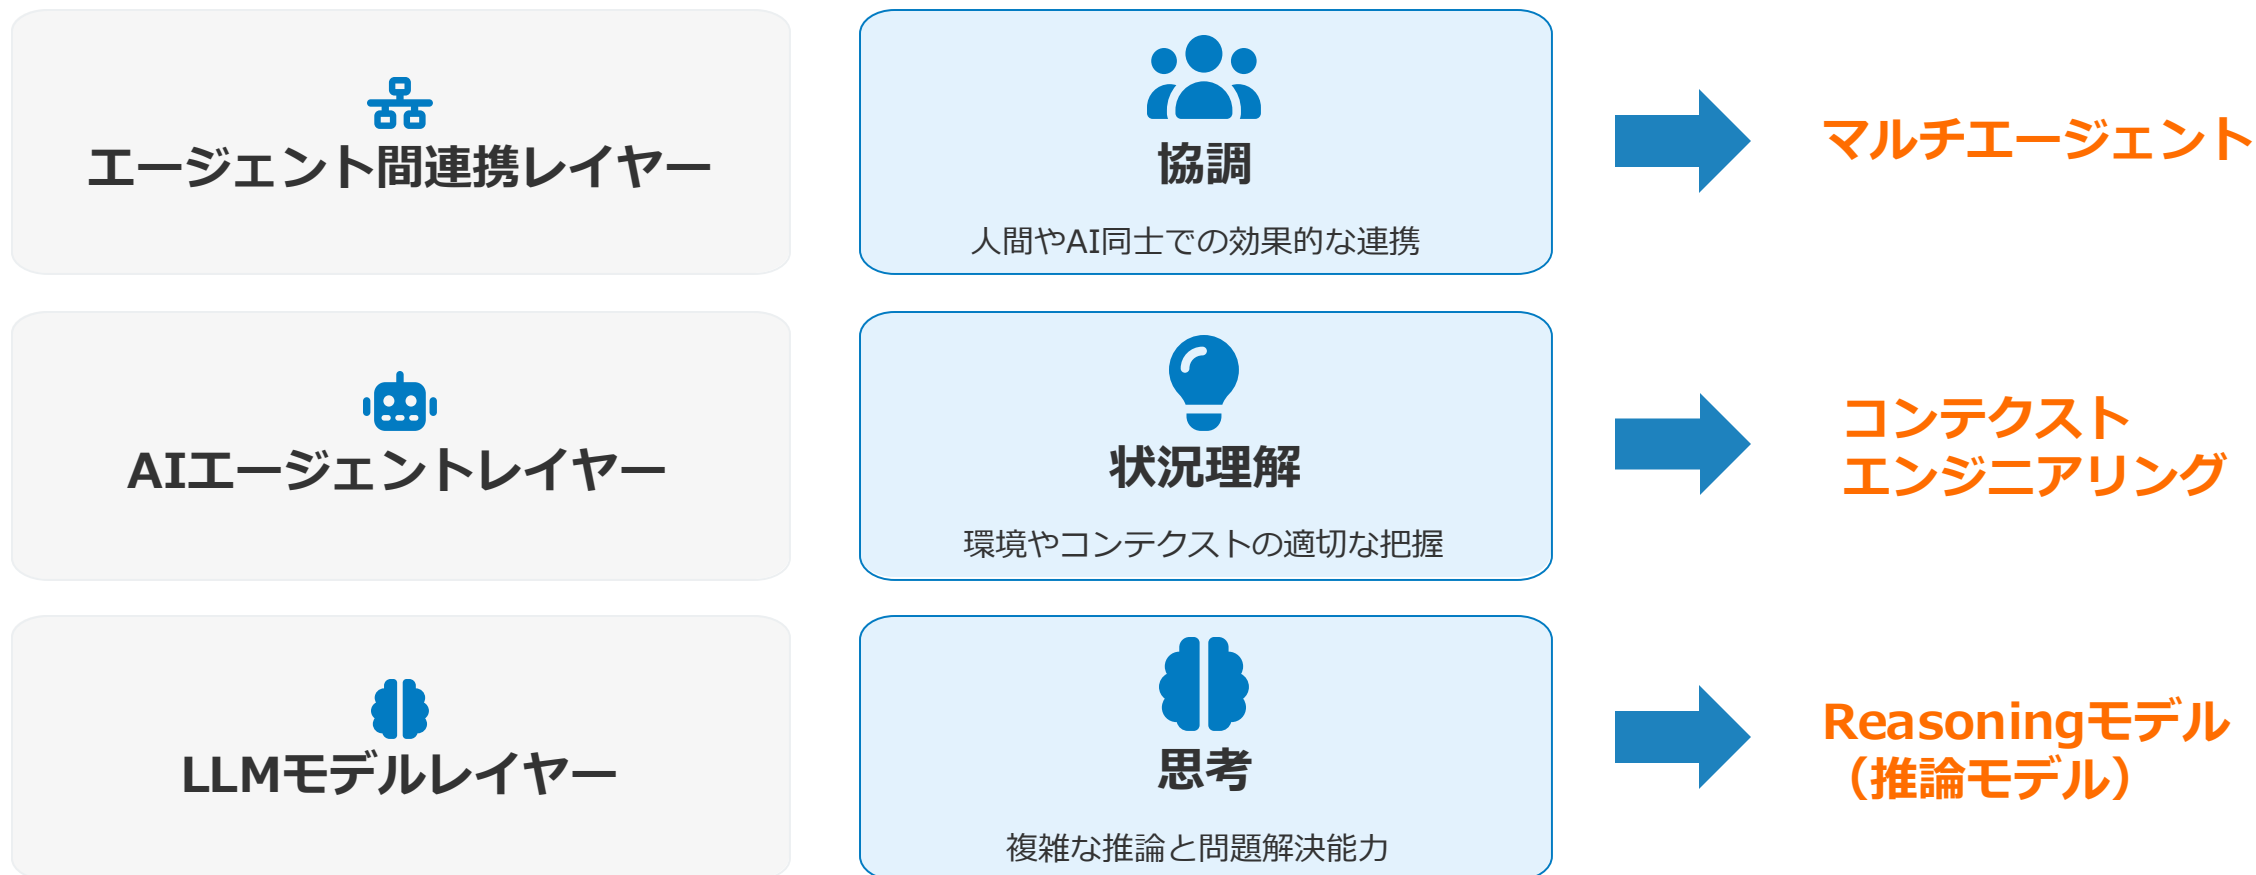 エージェント間連携レイヤー
協調
人間やAI同士での効果的な連携
マルチエージェント
AIエージェントレイヤー
状況理解
環境やコンテクストの適切な把握
コンテクスト
エンジニアリング
LLMモデルレイヤー
思考
複雑な推論と問題解決能力
Reasoningモデル
（推論モデル）